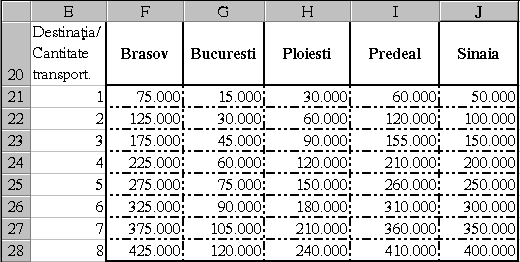 E F G H I J
20 Destinaţia/ Cantitate transport. Brasov Bucuresti Ploiesti Predeal Sinaia
21 1 75.000 15.000 30.000 60.000 50.000
22 2 125.000 30.000 60.000 120.000 100.000
23 3 175.000 45.000 90.000 155.000 150.000
24 4 225.000 60.000 120.000 210.000 200.000
25 5 275.000 75.000 150.000 260.000 250.000
26 6 325.000 90.000 180.000 310.000 300.000
27 7 375.000 105.000 210.000 360.000 350.000
28 8 425.000 120.000 240.000 410.000 400.000